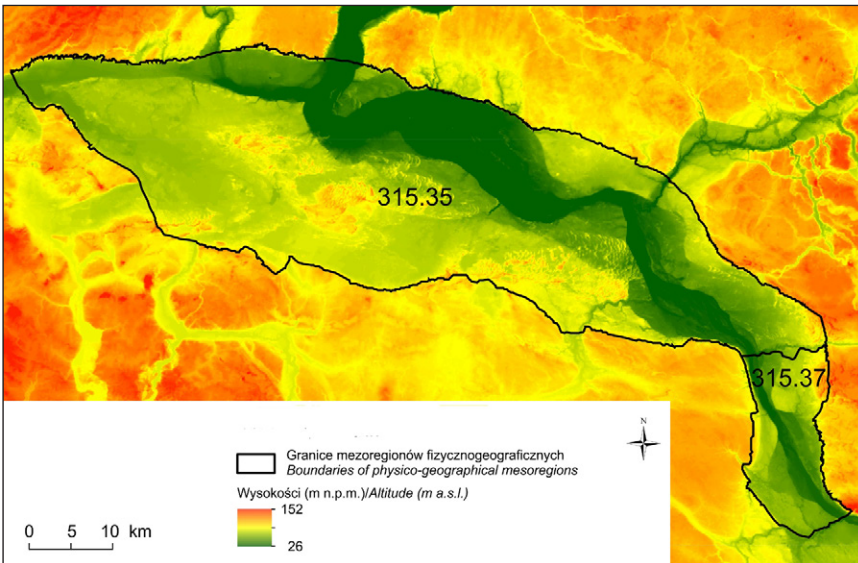 315.35
315.37
N
Granice mezoregionów fizycznogeograficznych
Boundaries of physico-geographical mesoregions
Wysokości (m n.p.m.)/Altitude (m a.s.l.)
152
26
0 5 10 km